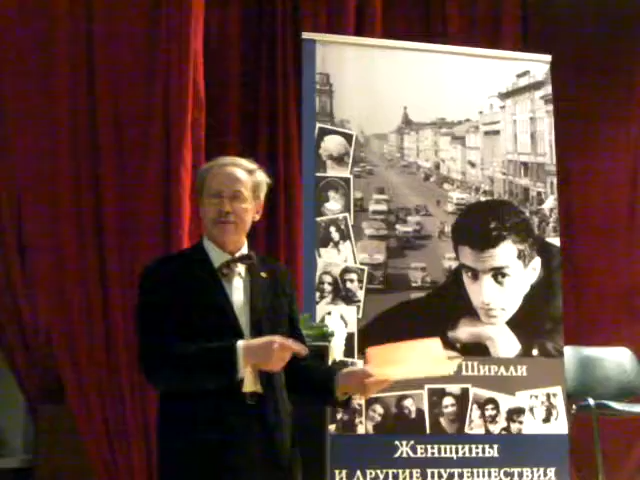 Ширали
Женщины
и другие путешествия